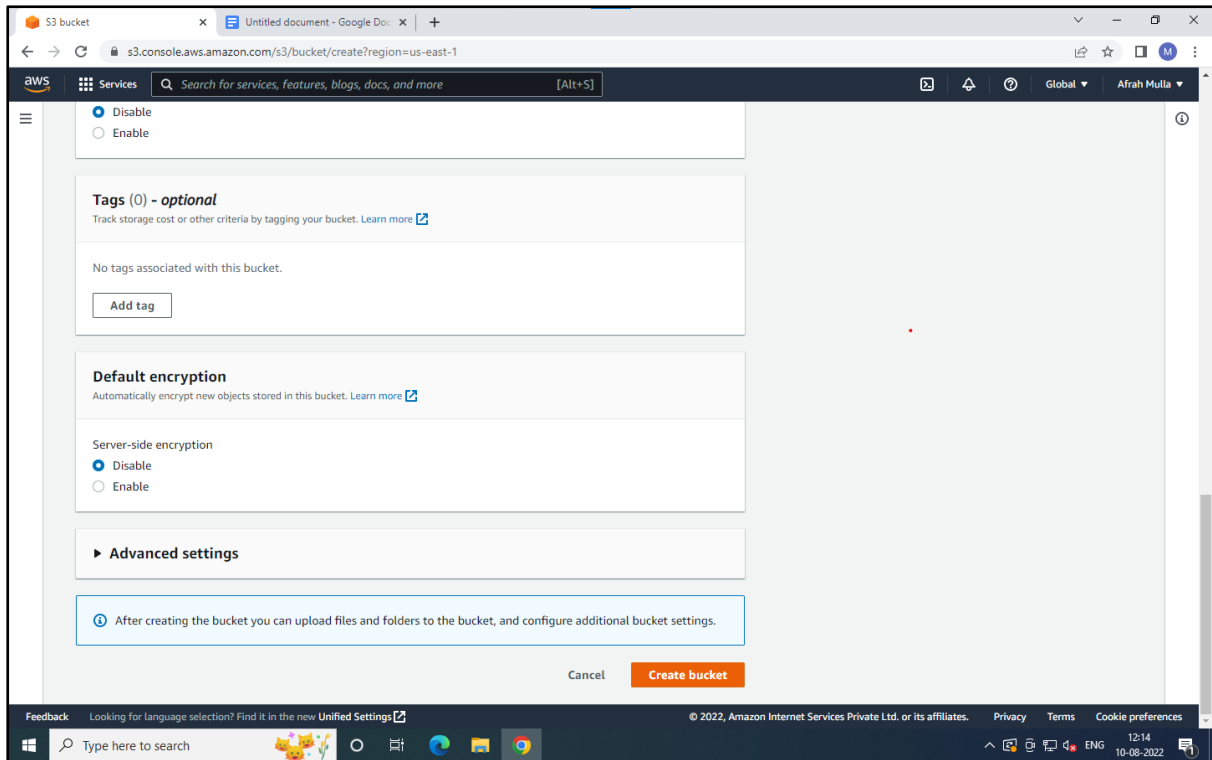 S3 bucket
Untitled document - Google Doc
s3.console.aws.amazon.com/s3/bucket/create?region=us-east-1
M
aws
Services
Search for services, features, blogs, docs, and more
[Alt+S]
Global
Afrah Mulla
Disable
Enable
Tags (0) - optional
Track storage cost or other criteria by tagging your bucket. Learn more
No tags associated with this bucket.
Add tag
Default encryption
Automatically encrypt new objects stored in this bucket. Learn more
Server-side encryption
Disable
Enable
Advanced settings
After creating the bucket you can upload files and folders to the bucket, and configure additional bucket settings.
Cancel
Create bucket
Feedback
Looking for language selection? Find it in the new Unified Settings
© 2022, Amazon Internet Services Private Ltd. or its affiliates.
Privacy
Terms
Cookie preferences
Type here to search
ENG
12:14
10-08-2022
1